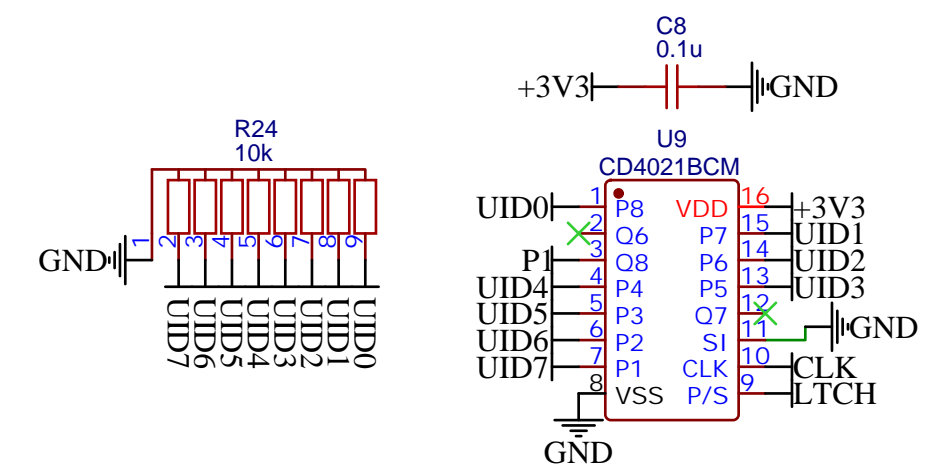 C8
0.1u
+3V3
GND
R24
10k
GND
1
2
3
4
5
6
7
8
9
UID7
UID6
UID5
UID4
UID3
UID2
UID1
UID0
U9
CD4021BCM
UID0 1 P8 VDD 16 +3V3
2 Q6 P7 15 UID1
P1 3 Q8 P6 14 UID2
UID4 4 P4 P5 13 UID3
UID5 5 P3 Q7 12
UID6 6 P2 SI 11 GND
UID7 7 P1 CLK 10 CLK
8 VSS P/S 9 LTCH
GND